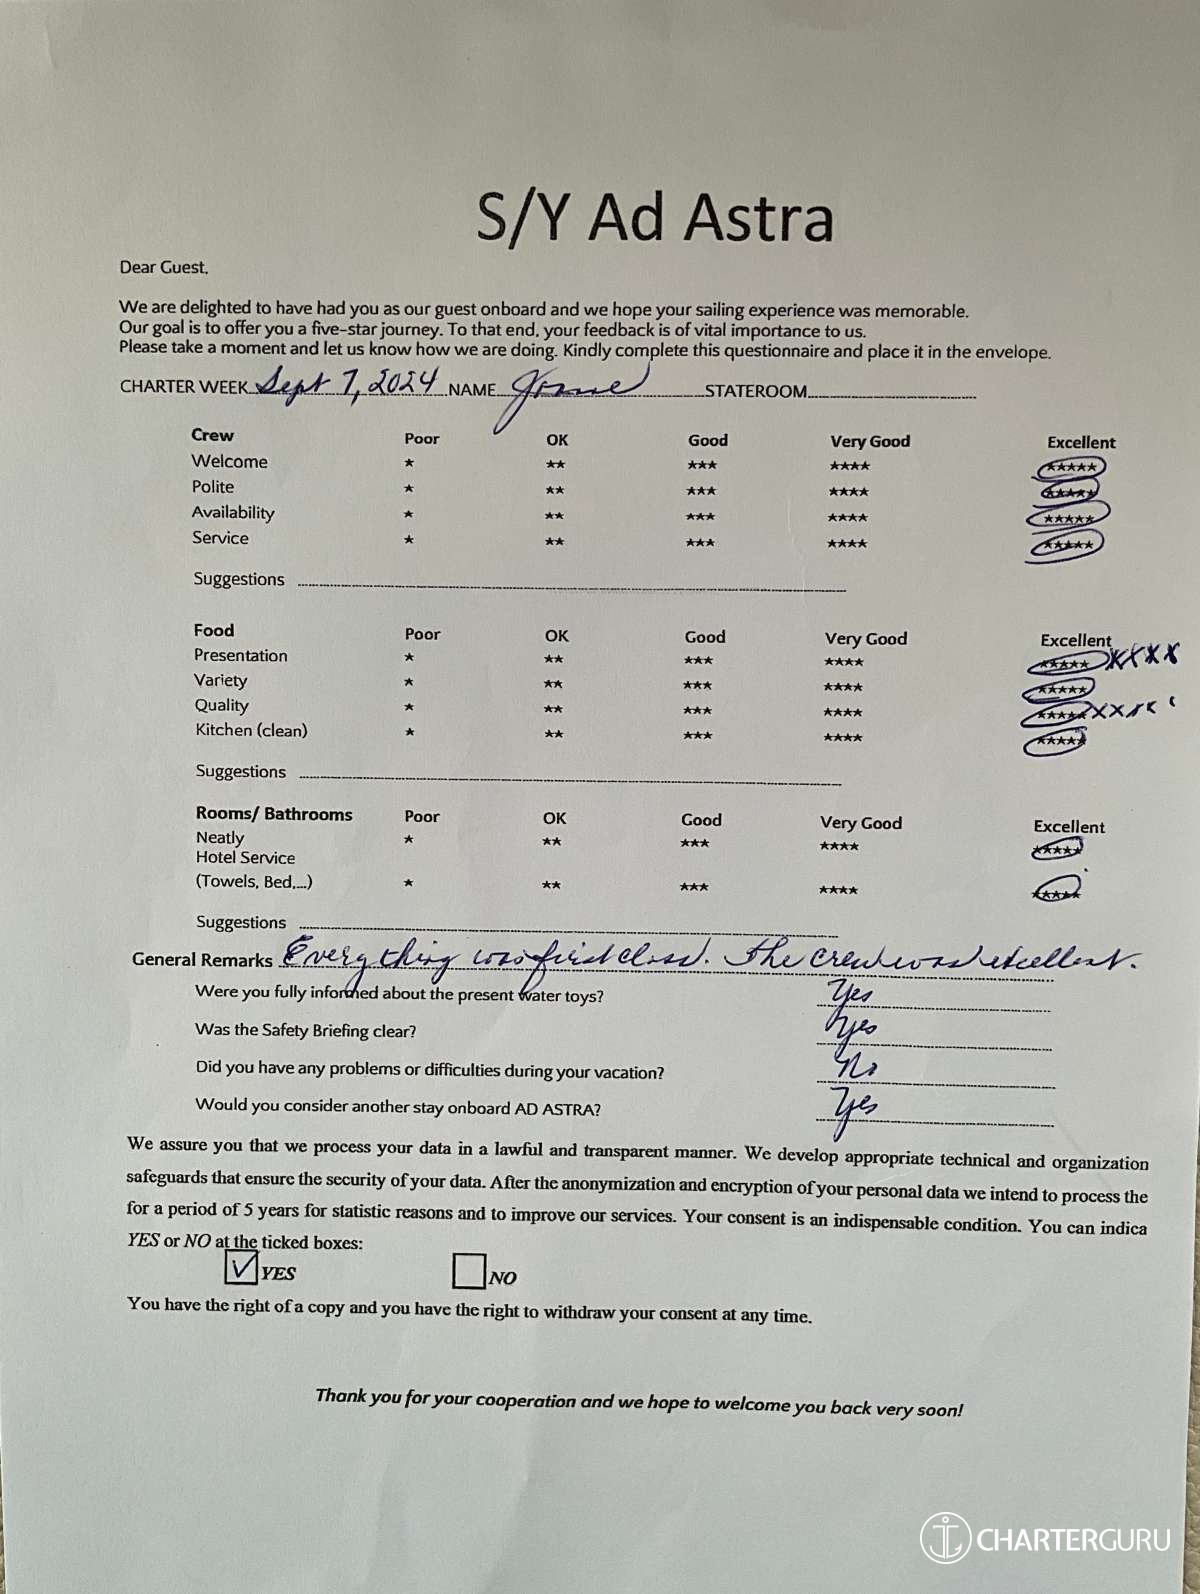 S/Y Ad Astra
Dear Guest,
We are delighted to have had you as our guest onboard and we hope your sailing experience was memorable.
Our goal is to offer you a five-star journey. To that end, your feedback is of vital importance to us.
Please take a moment and let us know how we are doing. Kindly complete this questionnaire and place it in the envelope.
CHARTER WEEK Sept 7, 2024 NAME STATEROOM
Crew Poor OK Good Very Good Excellent
Welcome ★ ★★ ★★★ ★★★★ ★★★★★
Polite ★ ★★ ★★★ ★★★★ ★★★★★
Availability ★ ★★ ★★★ ★★★★ ★★★★★
Service ★ ★★ ★★★ ★★★★ ★★★★★
Suggestions
Food Poor OK Good Very Good Excellent
Presentation ★ ★★ ★★★ ★★★★ ★★★★★ XXXX
Variety ★ ★★ ★★★ ★★★★ ★★★★★
Quality ★ ★★ ★★★ ★★★★ ★★★★★
Kitchen (clean) ★ ★★ ★★★ ★★★★ ★★★★★
Suggestions
Rooms/ Bathrooms Poor OK Good Very Good Excellent
Neatly ★ ★★ ★★★ ★★★★ ★★★★★
Hotel Service
(Towels, Bed,...) ★ ★★ ★★★ ★★★★ ★★★★★
Suggestions
General Remarks Everything was first class. The crew was excellent.
Were you fully informed about the present water toys? Yes
Was the Safety Briefing clear? Yes
Did you have any problems or difficulties during your vacation? No
Would you consider another stay onboard AD ASTRA? Yes
We assure you that we process your data in a lawful and transparent manner. We develop appropriate technical and organization
safeguards that ensure the security of your data. After the anonymization and encryption of your personal data we intend to process the
for a period of 5 years for statistic reasons and to improve our services. Your consent is an indispensable condition. You can indica
YES or NO at the ticked boxes:
YES NO
You have the right of a copy and you have the right to withdraw your consent at any time.
Thank you for your cooperation and we hope to welcome you back very soon!
CHARTERGURU